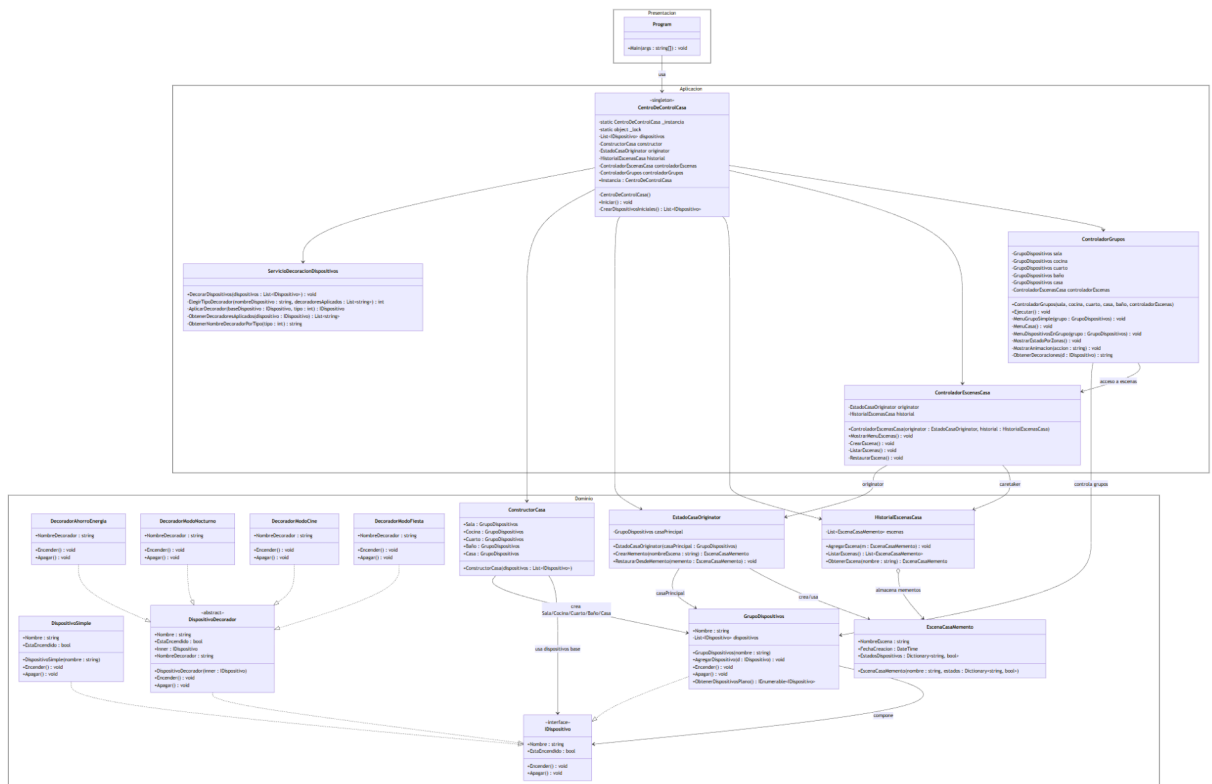 Presentacion
Program
+Main(args : string[]) : void
usa
Aplicacion
«singleton»
CentroDeControlCasa
-static CentroDeControlCasa _instancia
-static object _lock
-List<IDispositivo> dispositivos
-ConstructorCasa constructor
-EstadoCasaOriginator originator
-HistorialEscenasCasa historial
-ControladorEscenasCasa controladorEscenas
-ControladorGrupos controladorGrupos
+Instancia : CentroDeControlCasa
-CentroDeControlCasa()
+Iniciar() : void
-CrearDispositivosIniciales() : List<IDispositivo>
ServicioDecoracionDispositivos
+DecorarDispositivos(dispositivos : List<IDispositivo>) : void
-ElegirTipoDecorador(nombreDispositivo : string, decoradoresAplicados : List<string>) : int
-AplicarDecorador(baseDispositivo : IDispositivo, tipo : int) : IDispositivo
-ObtenerDecoradoresAplicados(dispositivo : IDispositivo) : List<string>
-ObtenerNombreDecoradorPorTipo(tipo : int) : string
ControladorGrupos
-GrupoDispositivos sala
-GrupoDispositivos cocina
-GrupoDispositivos cuarto
-GrupoDispositivos baño
-GrupoDispositivos casa
-ControladorEscenasCasa controladorEscenas
+ControladorGrupos(sala, cocina, cuarto, casa, baño, controladorEscenas)
+Ejecutar() : void
-MenuGrupoSimple(grupo : GrupoDispositivos) : void
-MenuCasa() : void
-MenuDispositivosEnGrupo(grupo : GrupoDispositivos) : void
-MostrarEstadoPorZonas() : void
-MostrarAnimacion(accion : string) : void
-ObtenerDecoraciones(d : IDispositivo) : string
acceso a escenas
ControladorEscenasCasa
-EstadoCasaOriginator originator
-HistorialEscenasCasa historial
+ControladorEscenasCasa(originator : EstadoCasaOriginator, historial : HistorialEscenasCasa)
+MostrarMenuEscenas() : void
-CrearEscena() : void
-ListarEscenas() : void
-RestaurarEscena() : void
originator
caretaker
controla grupos
Dominio
DecoradorAhorroEnergia
+NombreDecorador : string
+Encender() : void
+Apagar() : void
DecoradorModoNocturno
+NombreDecorador : string
+Encender() : void
+Apagar() : void
DecoradorModoCine
+NombreDecorador : string
+Encender() : void
+Apagar() : void
DecoradorModoFiesta
+NombreDecorador : string
+Encender() : void
+Apagar() : void
ConstructorCasa
+Sala : GrupoDispositivos
+Cocina : GrupoDispositivos
+Cuarto : GrupoDispositivos
+Baño : GrupoDispositivos
+Casa : GrupoDispositivos
+ConstructorCasa(dispositivos : List<IDispositivo>)
EstadoCasaOriginator
-GrupoDispositivos casaPrincipal
+EstadoCasaOriginator(casaPrincipal : GrupoDispositivos)
+CrearMemento(nombreEscena : string) : EscenaCasaMemento
+RestaurarDesdeMemento(memento : EscenaCasaMemento) : void
HistorialEscenasCasa
-List<EscenaCasaMemento> escenas
+AgregarEscena(m : EscenaCasaMemento) : void
+ListarEscenas() : List<EscenaCasaMemento>
+ObtenerEscena(nombre : string) : EscenaCasaMemento
casaPrincipal
crea/usa
almacena mementos
crea
Sala/Cocina/Cuarto/Baño/Casa
DispositivoSimple
+Nombre : string
+EstaEncendido : bool
+DispositivoSimple(nombre : string)
+Encender() : void
+Apagar() : void
«abstract»
DispositivoDecorador
+Nombre : string
+EstaEncendido : bool
+Inner : IDispositivo
+NombreDecorador : string
+DispositivoDecorador(inner : IDispositivo)
+Encender() : void
+Apagar() : void
usa dispositivos base
GrupoDispositivos
+Nombre : string
-List<IDispositivo> dispositivos
+GrupoDispositivos(nombre : string)
+AgregarDispositivo(d : IDispositivo) : void
+Encender() : void
+Apagar() : void
+ObtenerDispositivosPlano() : IEnumerable<IDispositivo>
EscenaCasaMemento
+NombreEscena : string
+FechaCreacion : DateTime
+EstadosDispositivos : Dictionary<string, bool>
+EscenaCasaMemento(nombre : string, estados : Dictionary<string, bool>)
compone
«interface»
IDispositivo
+Nombre : string
+EstaEncendido : bool
+Encender() : void
+Apagar() : void